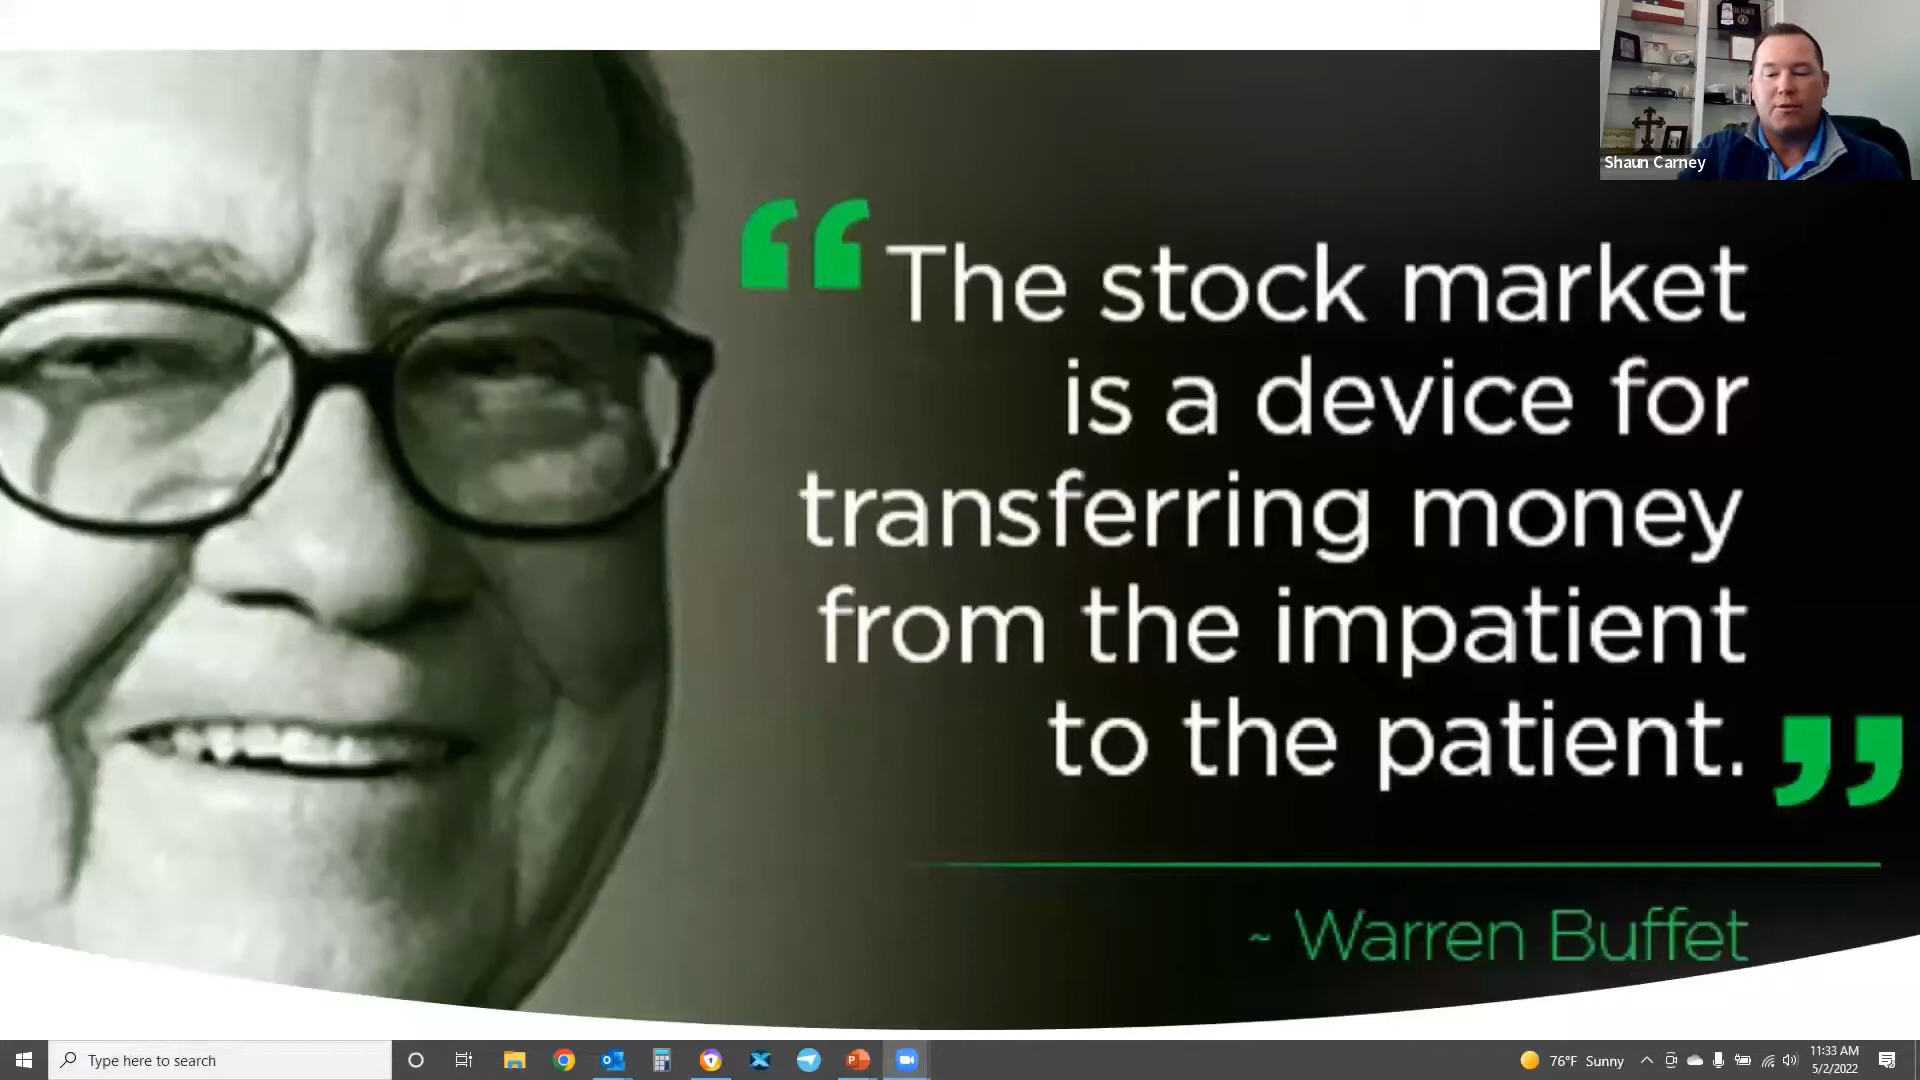 Shaun Carney
“The stock market
is a device for
transferring money
from the impatient
to the patient.”
~ Warren Buffet
Type here to search
76°F Sunny
11:33 AM
5/2/2022